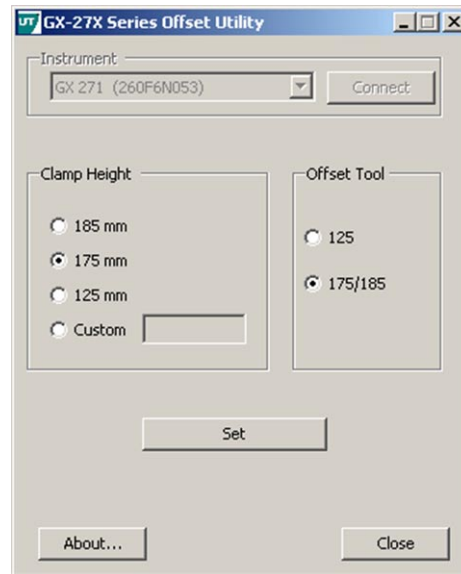 UT GX-27X Series Offset Utility
Instrument
GX 271 (260F6N053)
Connect
Clamp Height
185 mm
175 mm
125 mm
Custom
Offset Tool
125
175/185
Set
About...
Close